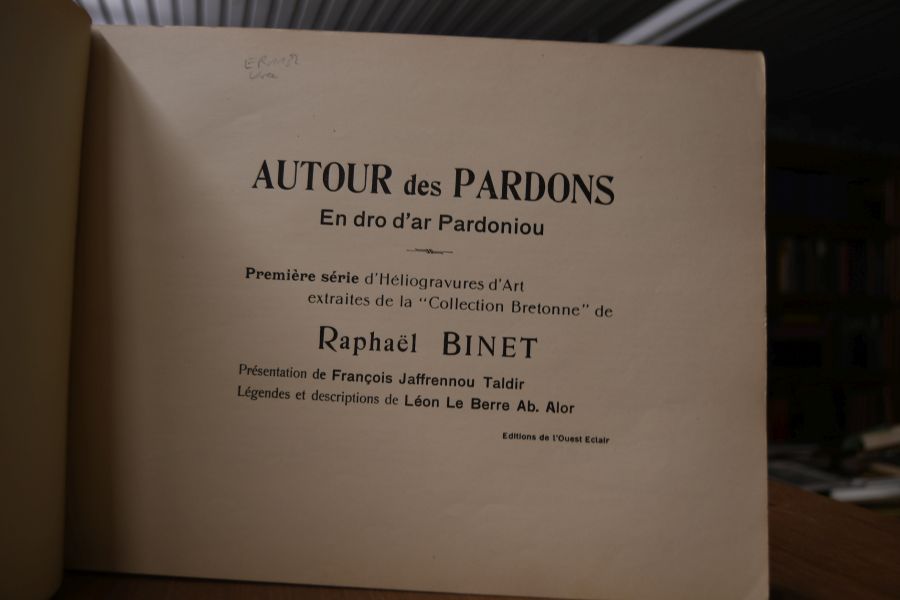 AUTOUR des PARDONS
En dro d'ar Pardoniou
Première série d'Héliogravures d'Art
extraites de la "Collection Bretonne" de
Raphaël BINET
Présentation de François Jaffrennou Taldir
Légendes et descriptions de Léon Le Berre Ab. Alor
Editions de l'Ouest Eclair